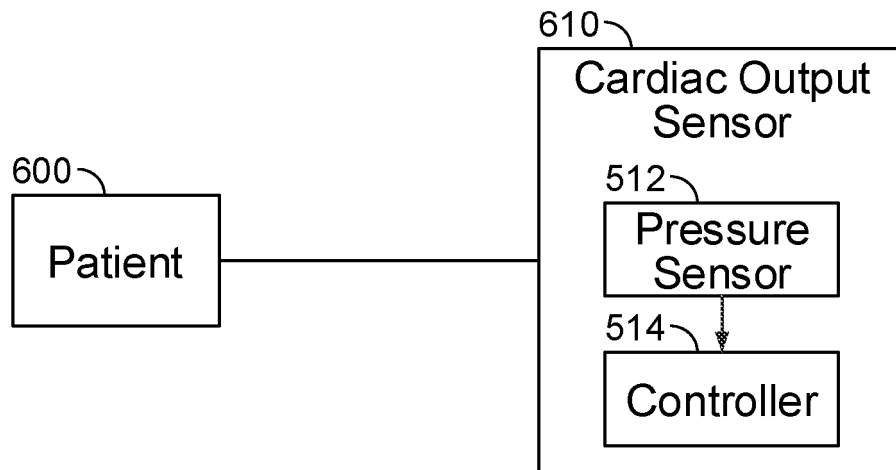 610
Cardiac Output
Sensor
600
Patient
512
Pressure
Sensor
514
Controller